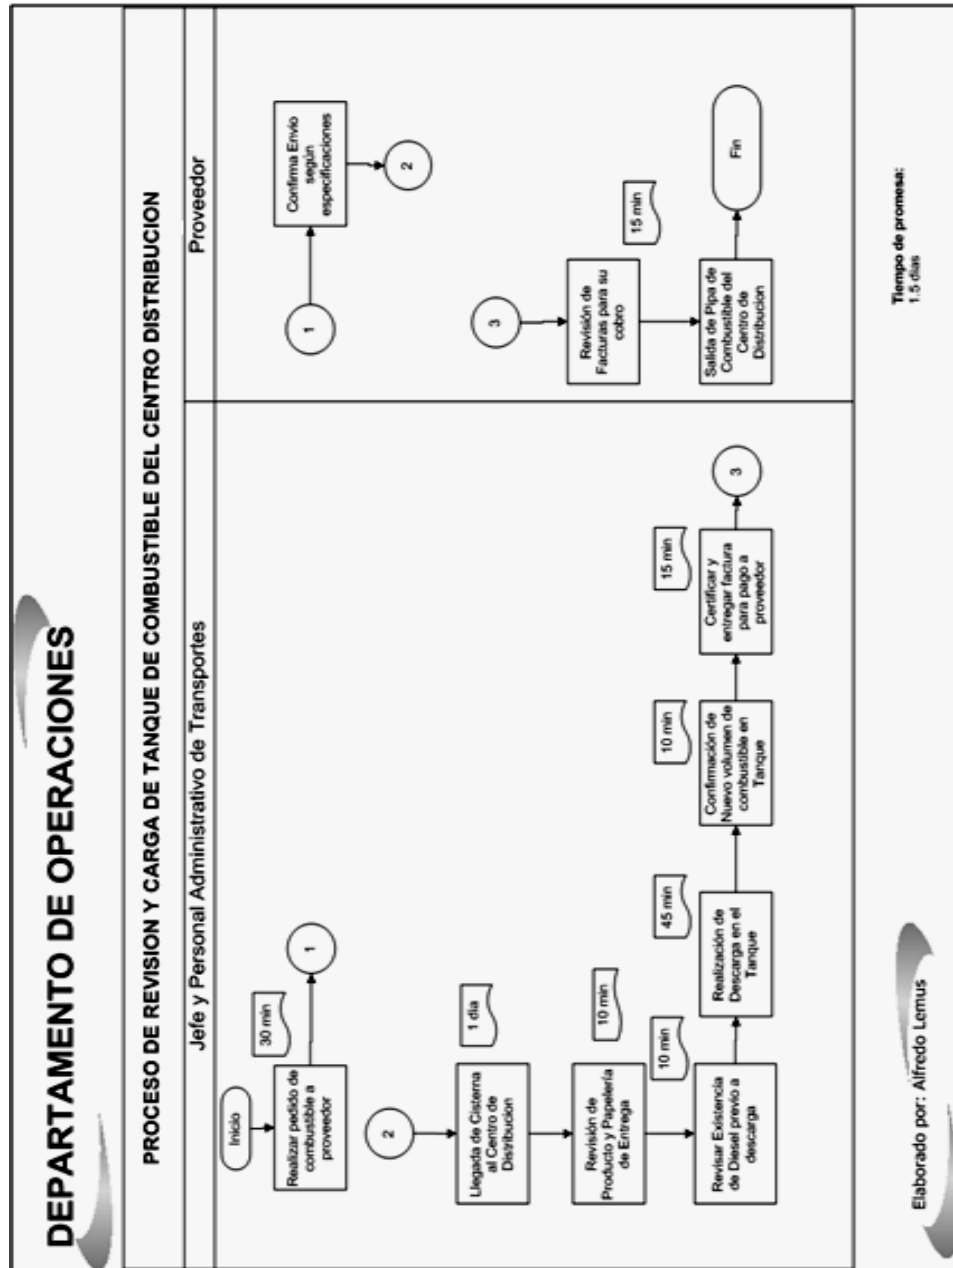 DEPARTAMENTO DE OPERACIONES
PROCESO DE REVISION Y CARGA DE TANQUE DE COMBUSTIBLE DEL CENTRO DISTRIBUCION
Jefe y Personal Administrativo de Transportes
Proveedor
Inicio
Realizar pedido de
combustible a
proveedor
30 min
1
1
Confirma Envío
según
especificaciones
2
2
Llegada de Cisterna
al Centro de
Distribucion
1 dia
Revisión de
Producto y Papelería
de Entrega
10 min
Revisar Existencia
de Diesel previo a
descarga
10 min
Realización de
Descarga en el
Tanque
45 min
Confirmación de
Nuevo volumen de
combustible en
Tanque
10 min
Certificar y
entregar factura
para pago a
proveedor
15 min
3
3
Revisión de
Facturas para su
cobro
15 min
Salida de Pipa de
Combustible del
Centro de
Distribucion
Fin
Elaborado por: Alfredo Lemus
Tiempo de promesa:
1.5 dias